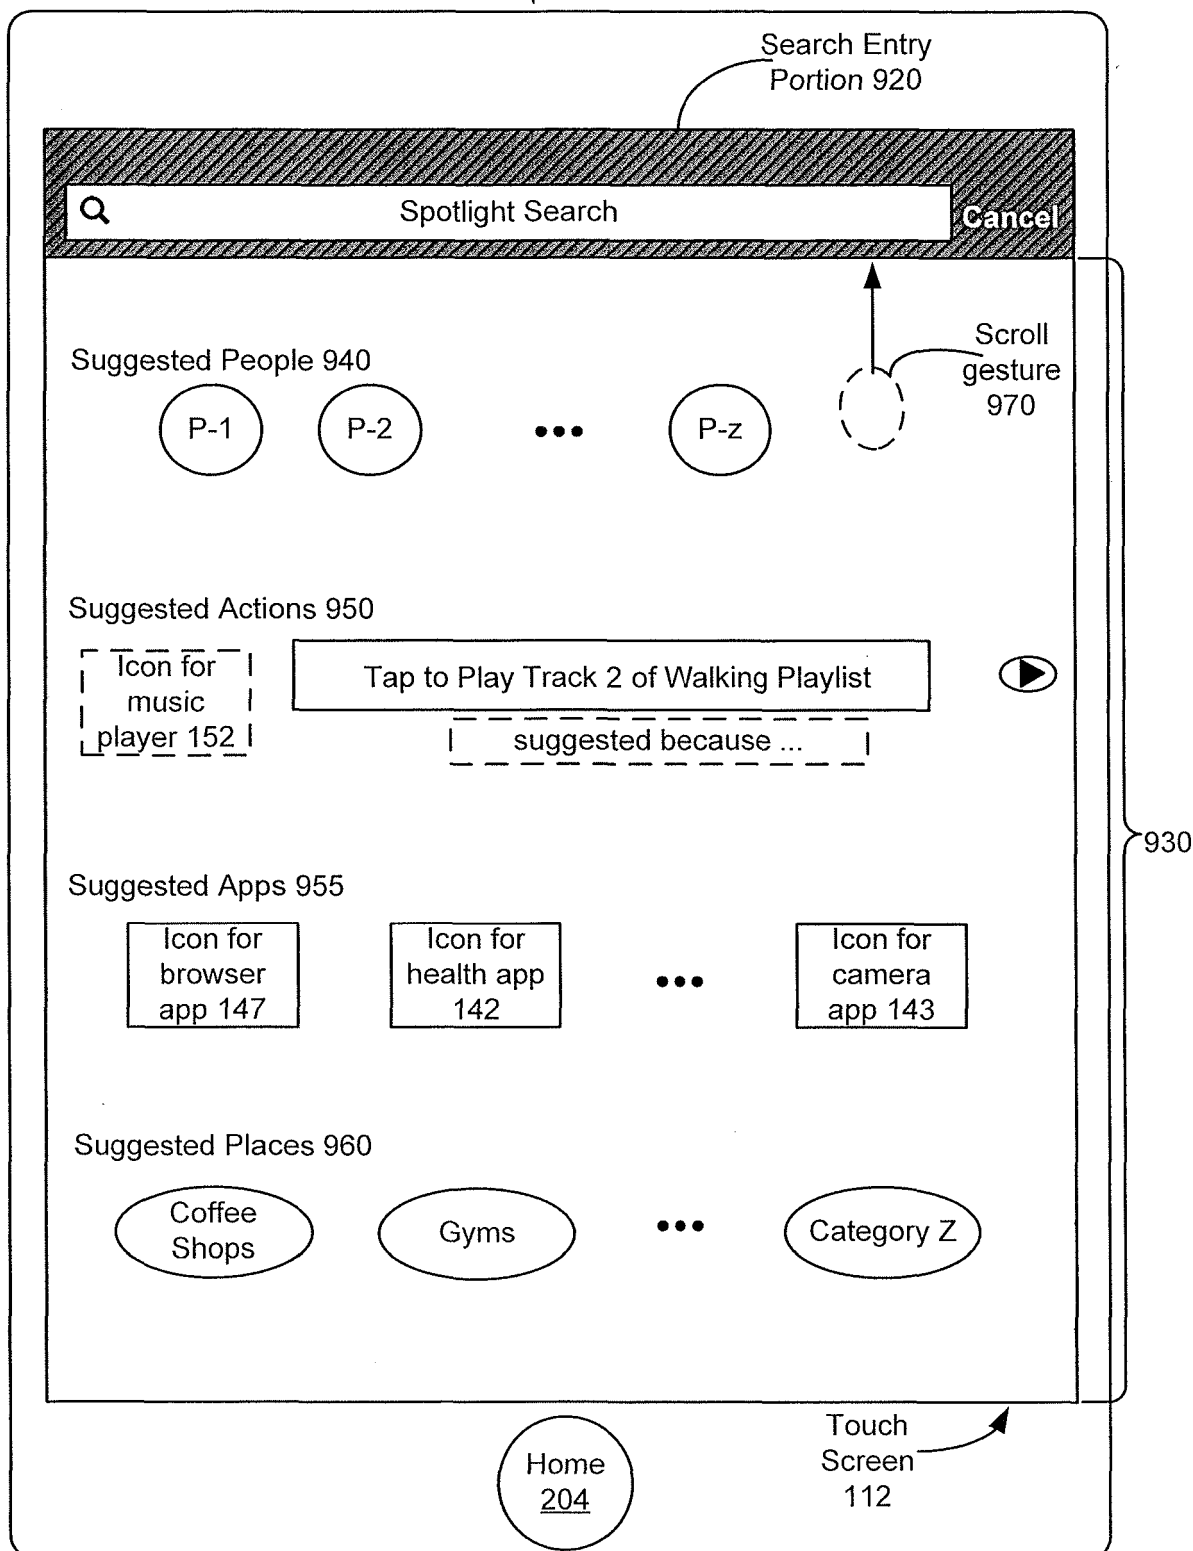 Search Entry
Portion 920
Spotlight Search
Cancel
Suggested People 940
Scroll
gesture
970
P-1
P-2
•••
P-z
Suggested Actions 950
Icon for
music
player 152
Tap to Play Track 2 of Walking Playlist
suggested because ...
930
Suggested Apps 955
Icon for
browser
app 147
Icon for
health app
142
•••
Icon for
camera
app 143
Suggested Places 960
Coffee
Shops
Gyms
•••
Category Z
Touch
Screen
112
Home
204